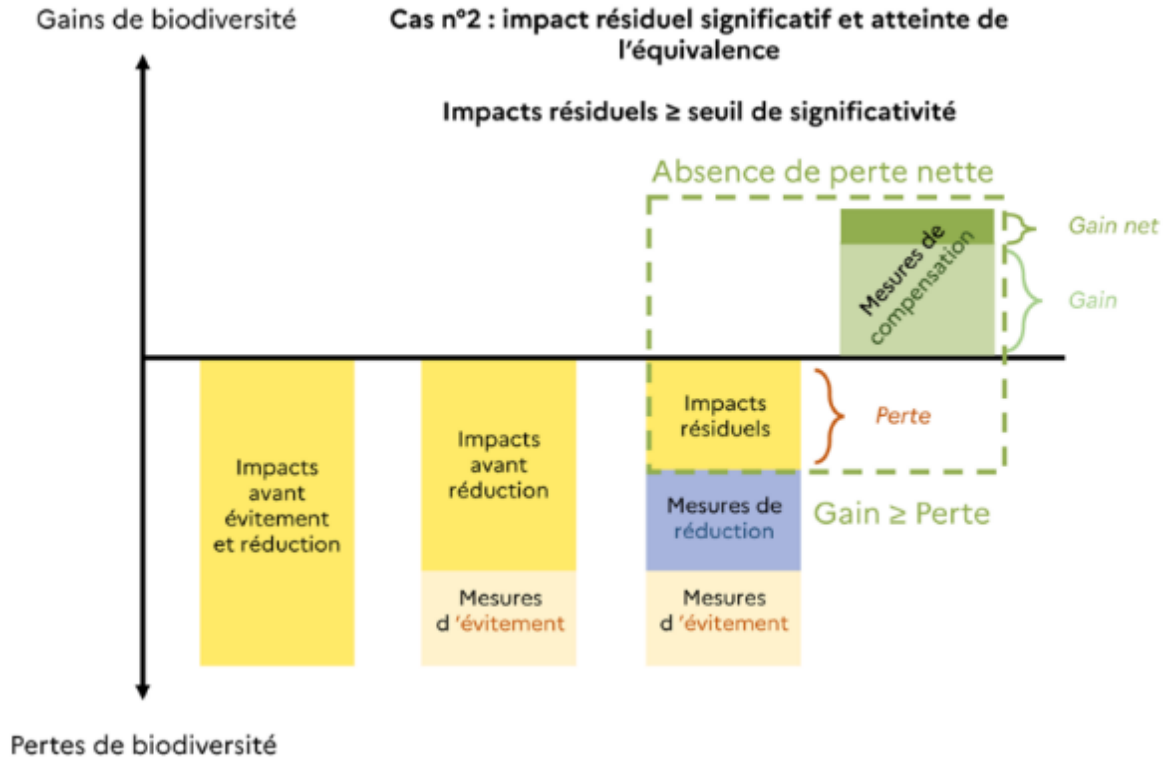 Gains de biodiversité
Cas n°2 : impact résiduel significatif et atteinte de
l'équivalence
Impacts résiduels ≥ seuil de significativité
Absence de perte nette
Mesures de
compensation
Gain net
Gain
Impacts
avant
évitement
et réduction
Impacts
avant
réduction
Mesures
d 'évitement
Impacts
résiduels
Perte
Mesures de
réduction
Gain ≥ Perte
Mesures
d 'évitement
Pertes de biodiversité